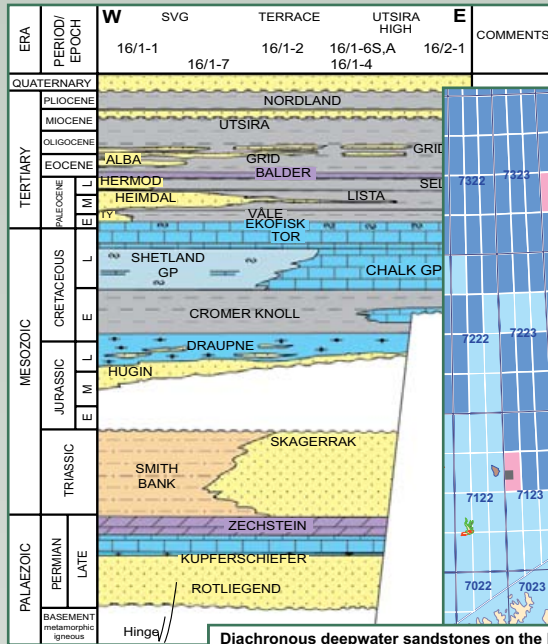 ERA
PERIOD/
EPOCH
W
SVG
TERRACE
UTSIRA
HIGH
E
COMMENTS
16/1-1
16/1-2
16/1-6S,A
16/2-1
16/1-7
16/1-4
QUATERNARY
TERTIARY
PLIOCENE
NORDLAND
MIOCENE
UTSIRA
OLIGOCENE
GRID
EOCENE
ALBA
GRID
BALDER
PALEOCENE
L
HERMOD
SEL
M
HEIMDAL
LISTA
E
TY
VÅLE
EKOFISK
TOR
MESOZOIC
CRETACEOUS
L
SHETLAND
GP
CHALK GP
E
CROMER KNOLL
JURASSIC
L
DRAUPNE
M
HUGIN
E
TRIASSIC
SKAGERRAK
SMITH
BANK
PALAEZOIC
PERMIAN
LATE
ZECHSTEIN
KUPFERSCHIEFER
ROTLIEGEND
BASEMENT
metamorphic
igneous
Hinge
7322
7323
7222
7223
7122
7123
7022
7023
Diachronous deepwater sandstones on the